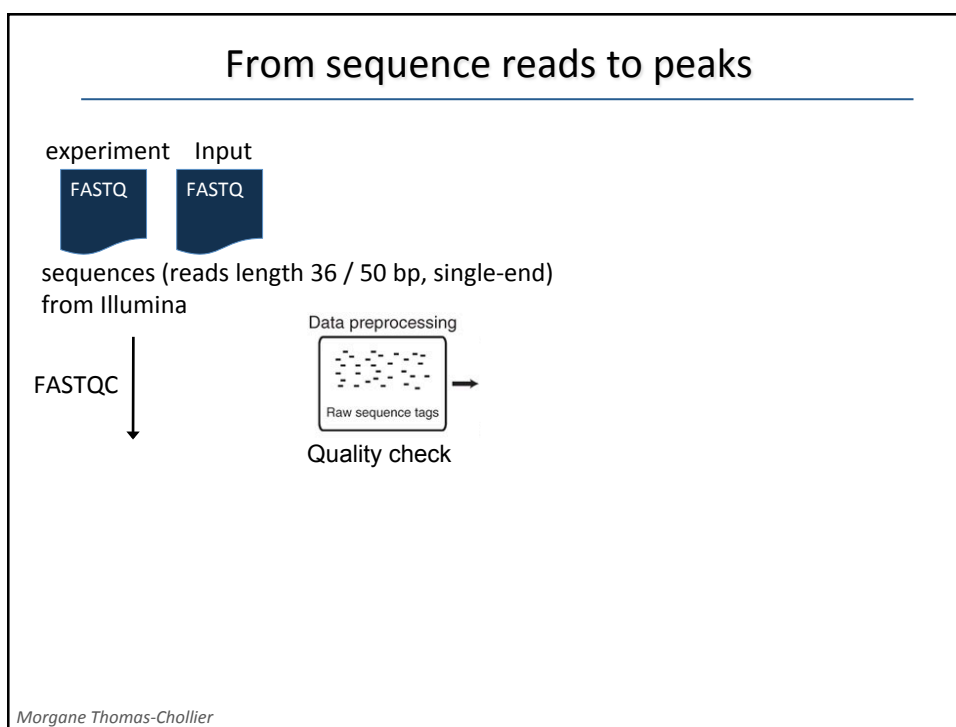 From sequence reads to peaks
experiment Input
FASTQ FASTQ
sequences (reads length 36 / 50 bp, single-end)
from Illumina
Data preprocessing
FASTQC
Raw sequence tags
Quality check
Morgane Thomas-Chollier